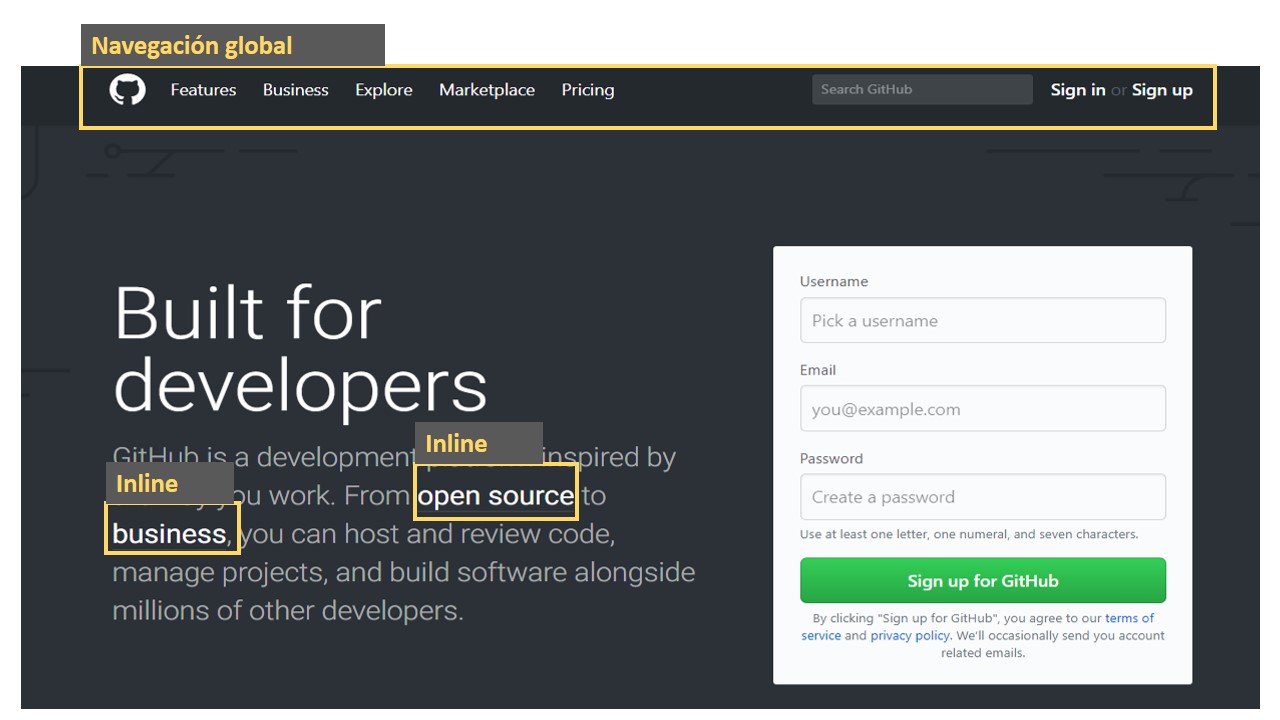 Navegación global
Features Business Explore Marketplace Pricing Search GitHub Sign in or Sign up
Built for
developers
GitHub is a development inspired by
Inline
Inline
you work. From open source to
business, you can host and review code,
manage projects, and build software alongside
millions of other developers.
Username
Pick a username
Email
you@example.com
Password
Create a password
Use at least one letter, one numeral, and seven characters.
Sign up for GitHub
By clicking "Sign up for GitHub", you agree to our terms of
service and privacy policy. We'll occasionally send you account
related emails.